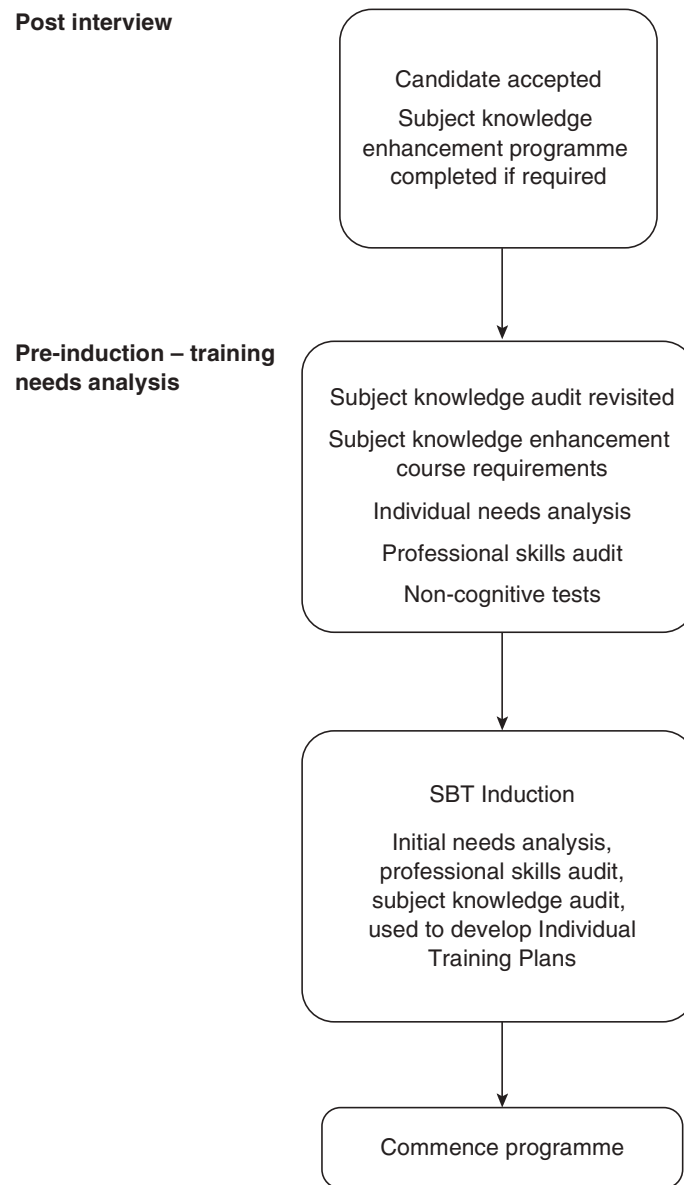 Post interview
Candidate accepted
Subject knowledge
enhancement programme
completed if required
Pre-induction – training
needs analysis
Subject knowledge audit revisited
Subject knowledge enhancement
course requirements
Individual needs analysis
Professional skills audit
Non-cognitive tests
SBT Induction
Initial needs analysis,
professional skills audit,
subject knowledge audit,
used to develop Individual
Training Plans
Commence programme